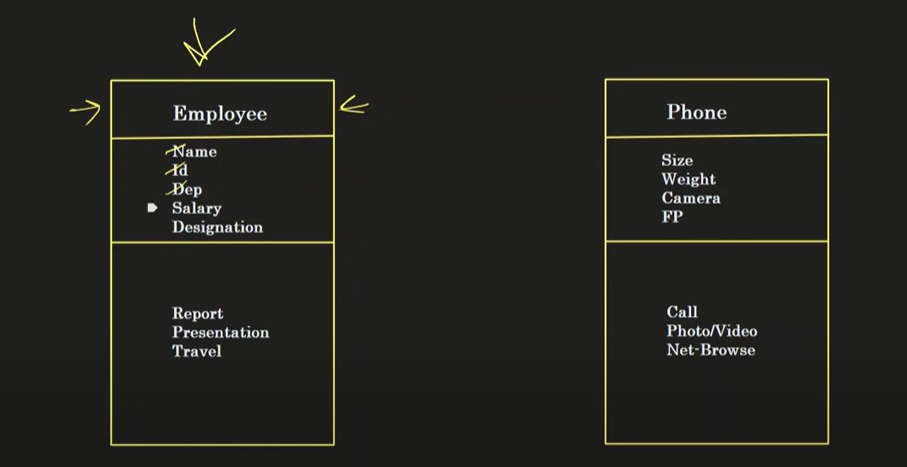 Employee
Name
Id
Dep
Salary
Designation
Report
Presentation
Travel
Phone
Size
Weight
Camera
FP
Call
Photo/Video
Net-Browse